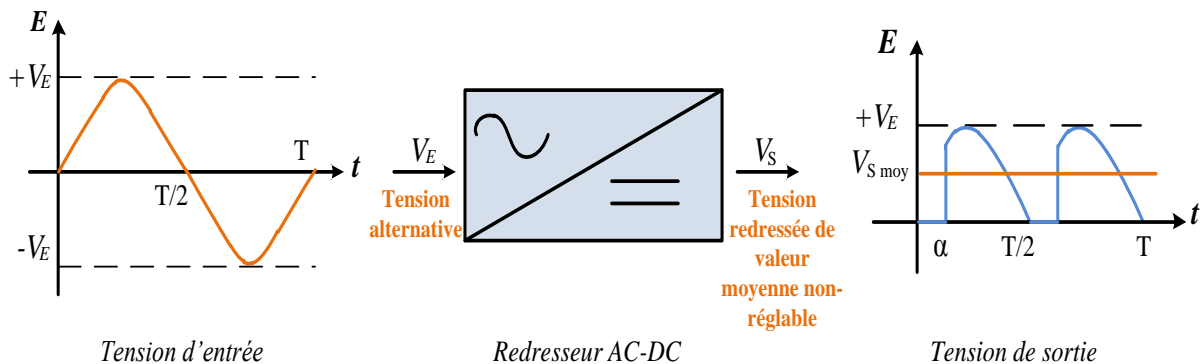 E
+VE
T
t
T/2
-VE
Tension d'entrée
VE
Tension
alternative
VS
Tension
redressée de
valeur
moyenne non-
réglable
Redresseur AC-DC
E
+VE
VS moy
t
α
T/2
T
Tension de sortie